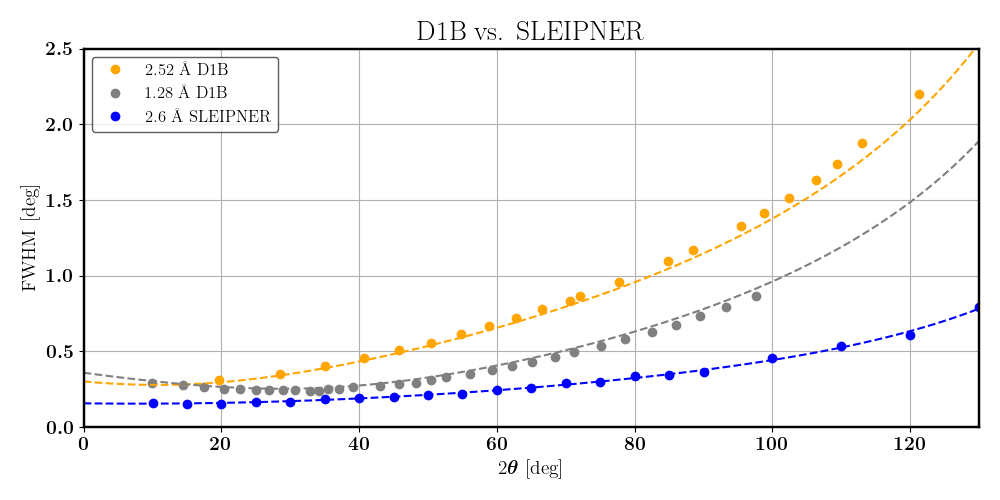 D1B vs. SLEIPNER
2.5
2.52 Å D1B
1.28 Å D1B
2.6 Å SLEIPNER
2.0
1.5
1.0
0.5
0.0
FWHM [deg]
0 20 40 60 80 100 120
2θ [deg]